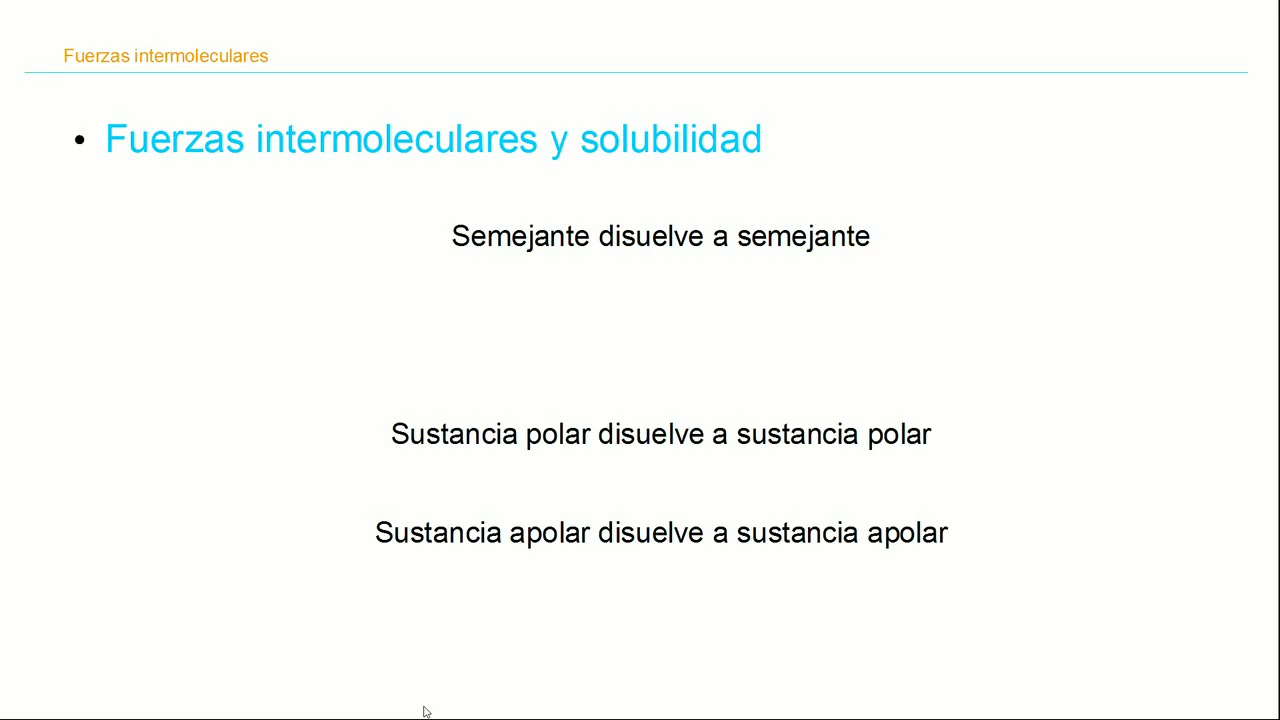 Fuerzas intermoleculares
• Fuerzas intermoleculares y solubilidad
Semejante disuelve a semejante
Sustancia polar disuelve a sustancia polar
Sustancia apolar disuelve a sustancia apolar